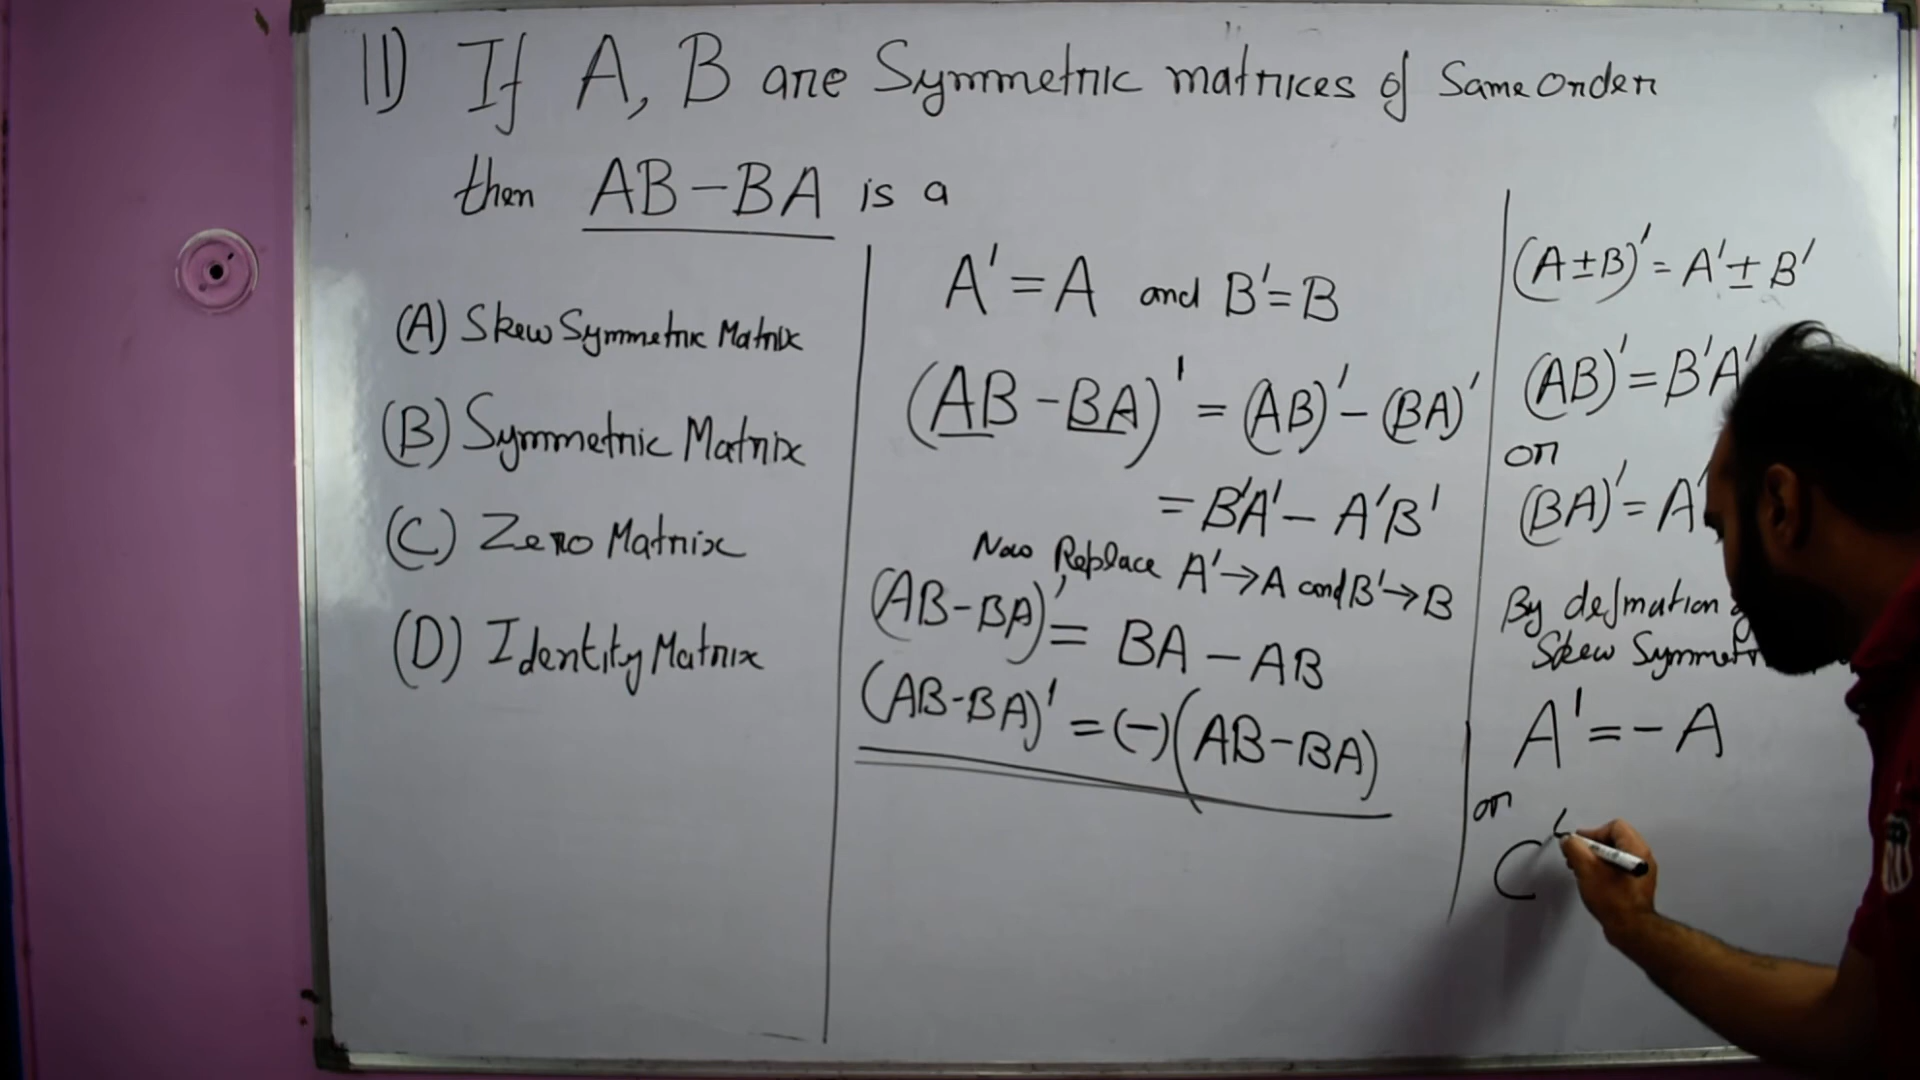 11) If A, B are Symmetric matrices of Same Order
then AB - BA is a
(A) Skew Symmetric Matrix
(B) Symmetric Matrix
(C) Zero Matrix
(D) Identity Matrix
A' = A and B' = B
(AB - BA)' = (AB)' - (BA)'
= B'A' - A'B'
Now Replace A' → A and B' → B
(AB - BA)' = BA - AB
(AB - BA)' = (-)(AB - BA)
(A ± B)' = A' ± B'
(AB)' = B'A'
or
(BA)' = A'
By defination
Skew Symmetr
A' = - A
or
C'